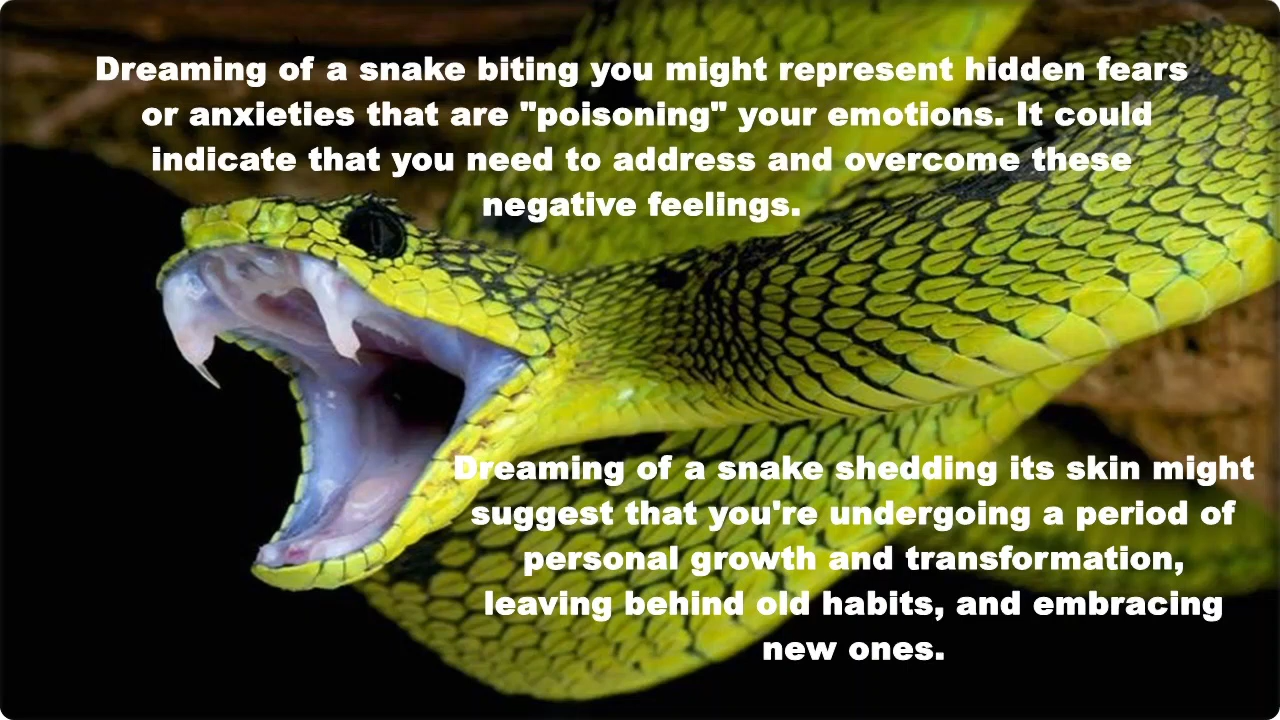 Dreaming of a snake biting you might represent hidden fears
or anxieties that are "poisoning" your emotions. It could
indicate that you need to address and overcome these
negative feelings.
Dreaming of a snake shedding its skin might
suggest that you're undergoing a period of
personal growth and transformation,
leaving behind old habits, and embracing
new ones.